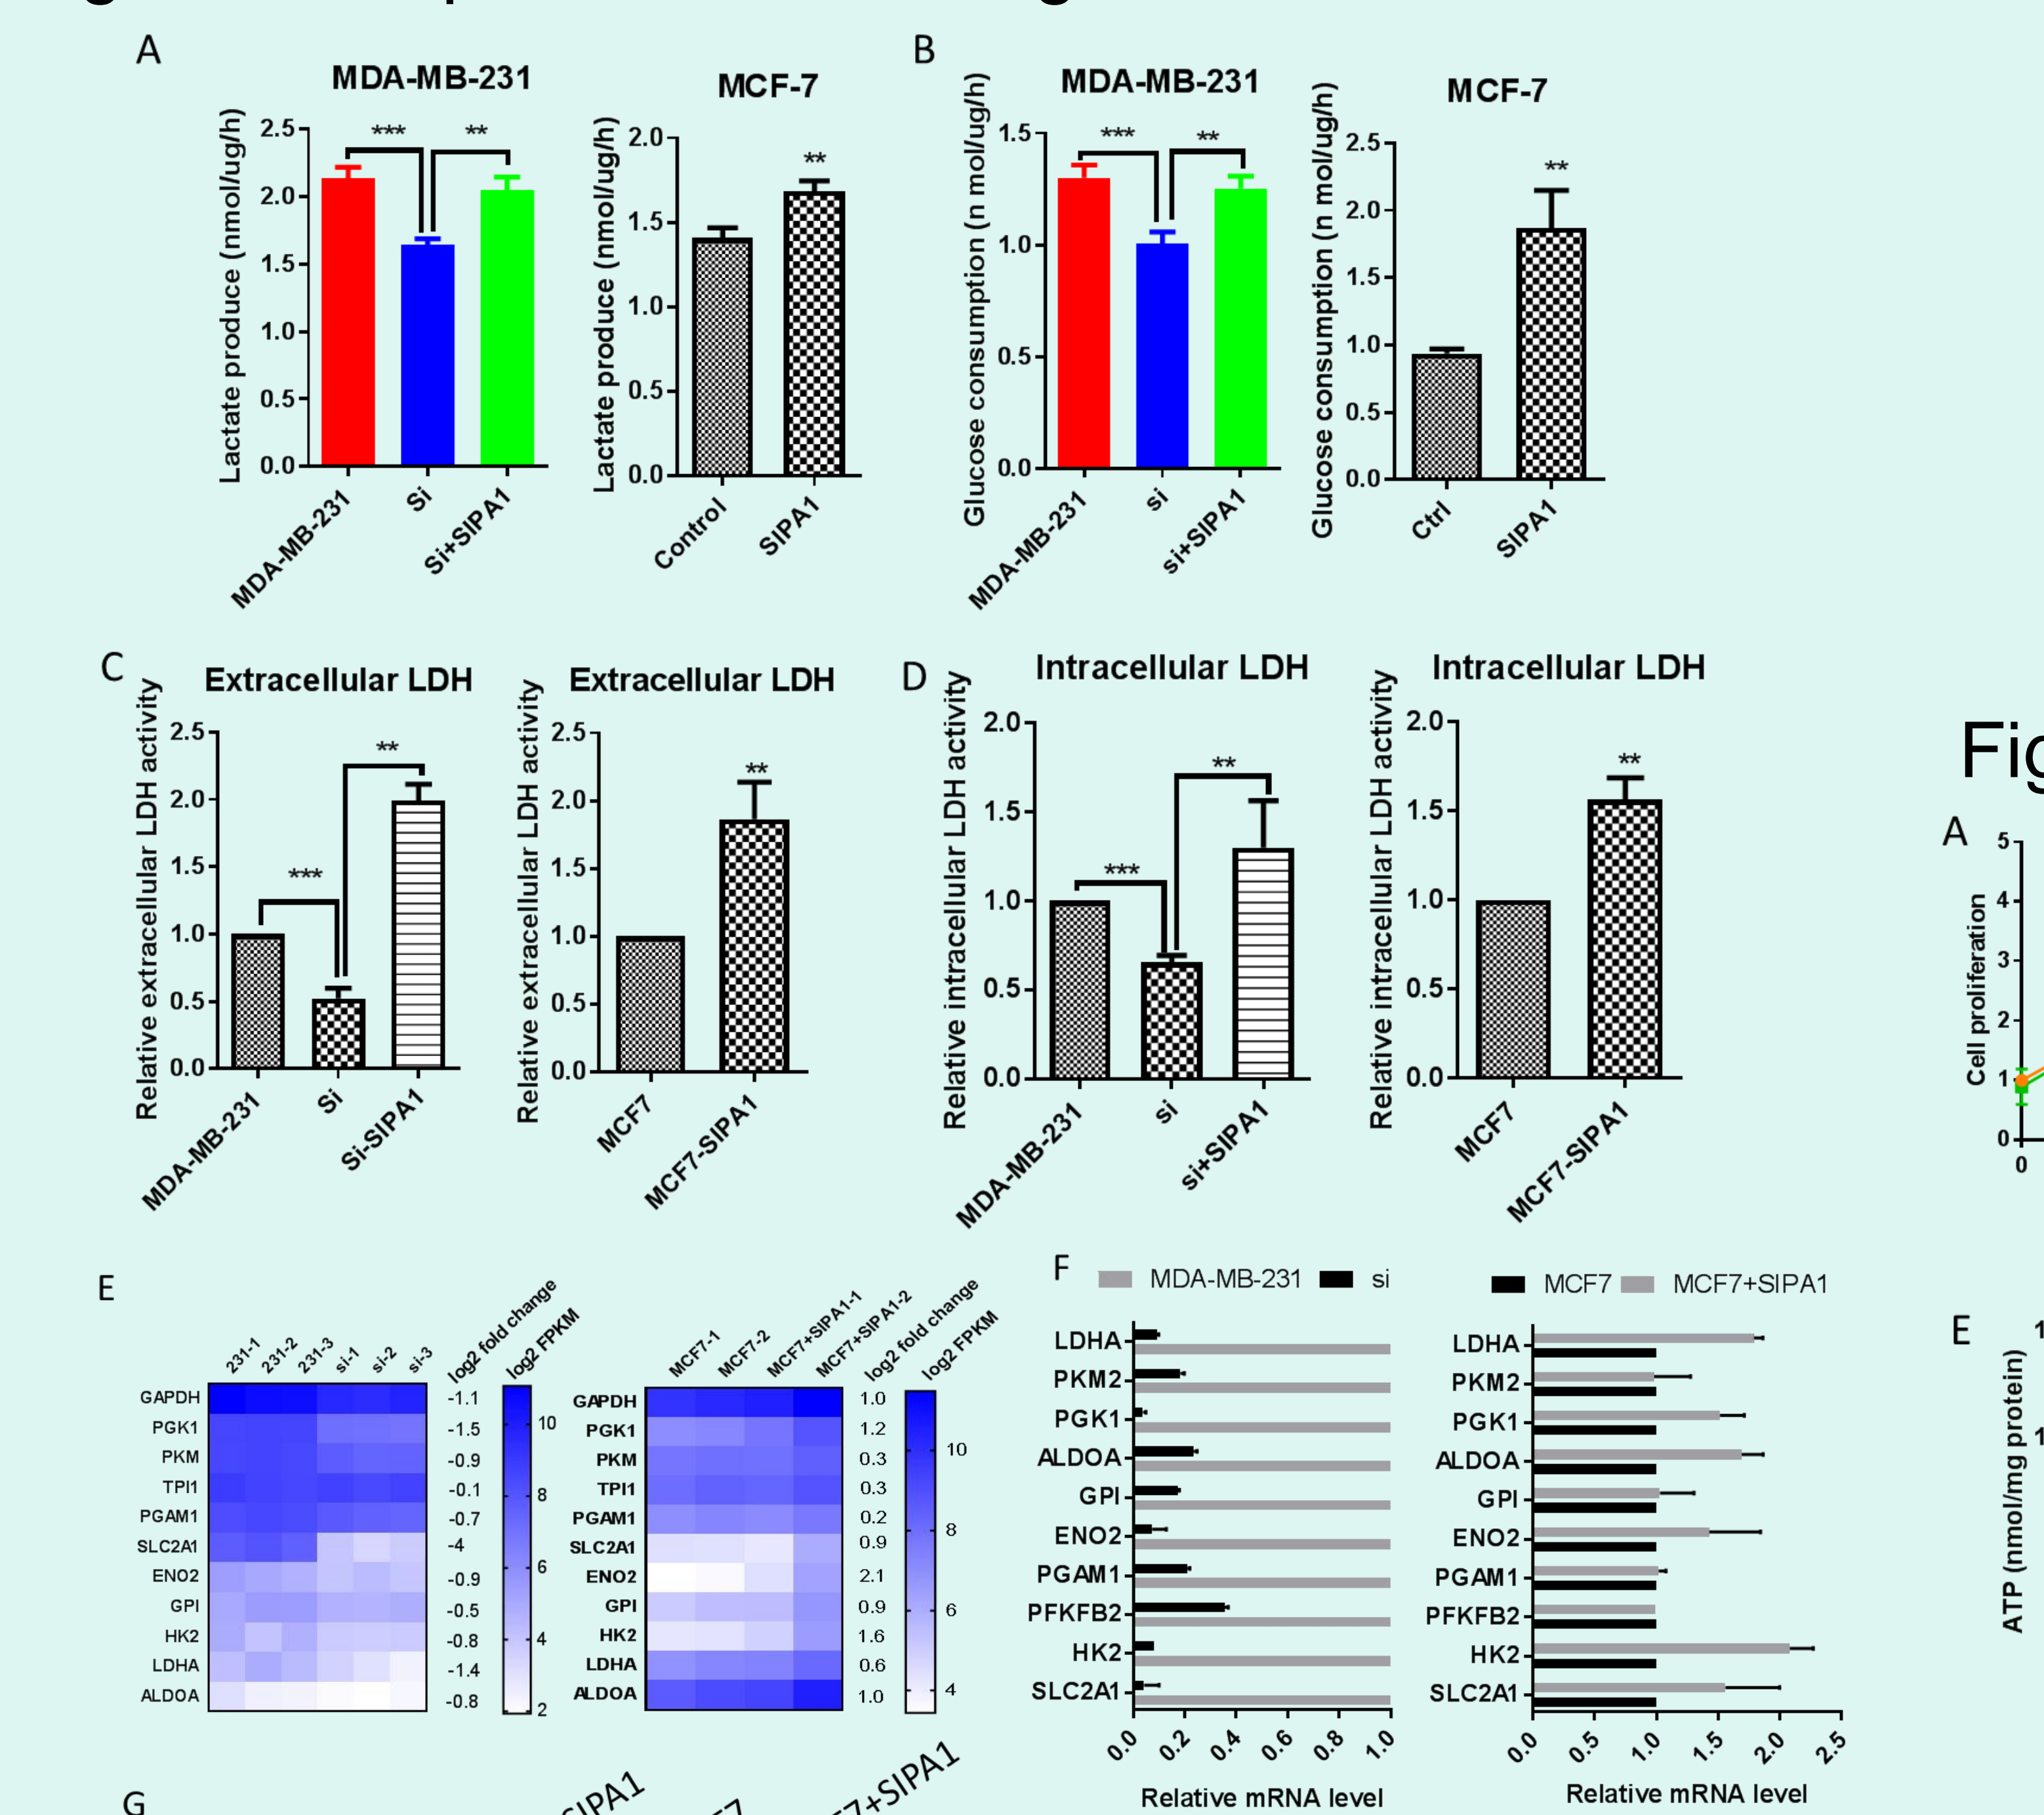 A
MDA-MB-231
Lactate produce (nmol/ug/h)
2.5
2.0
1.5
1.0
0.5
0.0
***
**
MDA-MB-231
Si
Si+SIPA1
MCF-7
Lactate produce (nmol/ug/h)
2.0
1.5
1.0
0.5
0.0
**
Control
SIPA1
B
MDA-MB-231
Glucose consumption (n mol/ug/h)
1.5
1.0
0.5
0.0
***
**
MDA-MB-231
si
si+SIPA1
MCF-7
Glucose consumption (n mol/ug/h)
2.5
2.0
1.5
1.0
0.5
0.0
**
Ctrl
SIPA1
C
Extracellular LDH
Relative extracellular LDH activity
2.5
2.0
1.5
1.0
0.5
0.0
***
**
MDA-MB-231
Si
Si-SIPA1
Extracellular LDH
Relative extracellular LDH activity
2.5
2.0
1.5
1.0
0.5
0.0
**
MCF7
MCF7-SIPA1
D
Intracellular LDH
Relative intracellular LDH activity
2.0
1.5
1.0
0.5
0.0
***
**
MDA-MB-231
si
si+SIPA1
Intracellular LDH
Relative intracellular LDH activity
2.0
1.5
1.0
0.5
0.0
**
MCF7
MCF7-SIPA1
Fig
A
Cell proliferation
5
4
3
2
1
0
0
E
231-1
231-2
231-3
si-1
si-2
si-3
log2 fold change
log2 FPKM
GAPDH -1.1
PGK1 -1.5
PKM -0.9
TPI1 -0.1
PGAM1 -0.7
SLC2A1 -4
ENO2 -0.9
GPI -0.5
HK2 -0.8
LDHA -1.4
ALDOA -0.8
10
8
6
4
2
MCF7-1
MCF7-2
MCF7+SIPA1-1
MCF7+SIPA1-2
log2 fold change
log2 FPKM
GAPDH 1.0
PGK1 1.2
PKM 0.3
TPI1 0.3
PGAM1 0.2
SLC2A1 0.9
ENO2 2.1
GPI 0.9
HK2 1.6
LDHA 0.6
ALDOA 1.0
10
8
6
4
F
MDA-MB-231 si
LDHA
PKM2
PGK1
ALDOA
GPI
ENO2
PGAM1
PFKFB2
HK2
SLC2A1
0.0 0.2 0.4 0.6 0.8 1.0
Relative mRNA level
MCF7 MCF7+SIPA1
LDHA
PKM2
PGK1
ALDOA
GPI
ENO2
PGAM1
PFKFB2
HK2
SLC2A1
0.0 0.5 1.0 1.5 2.0 2.5
Relative mRNA level
E
ATP (nmol/mg protein)
1
1
G
SIPA1
7+SIPA1